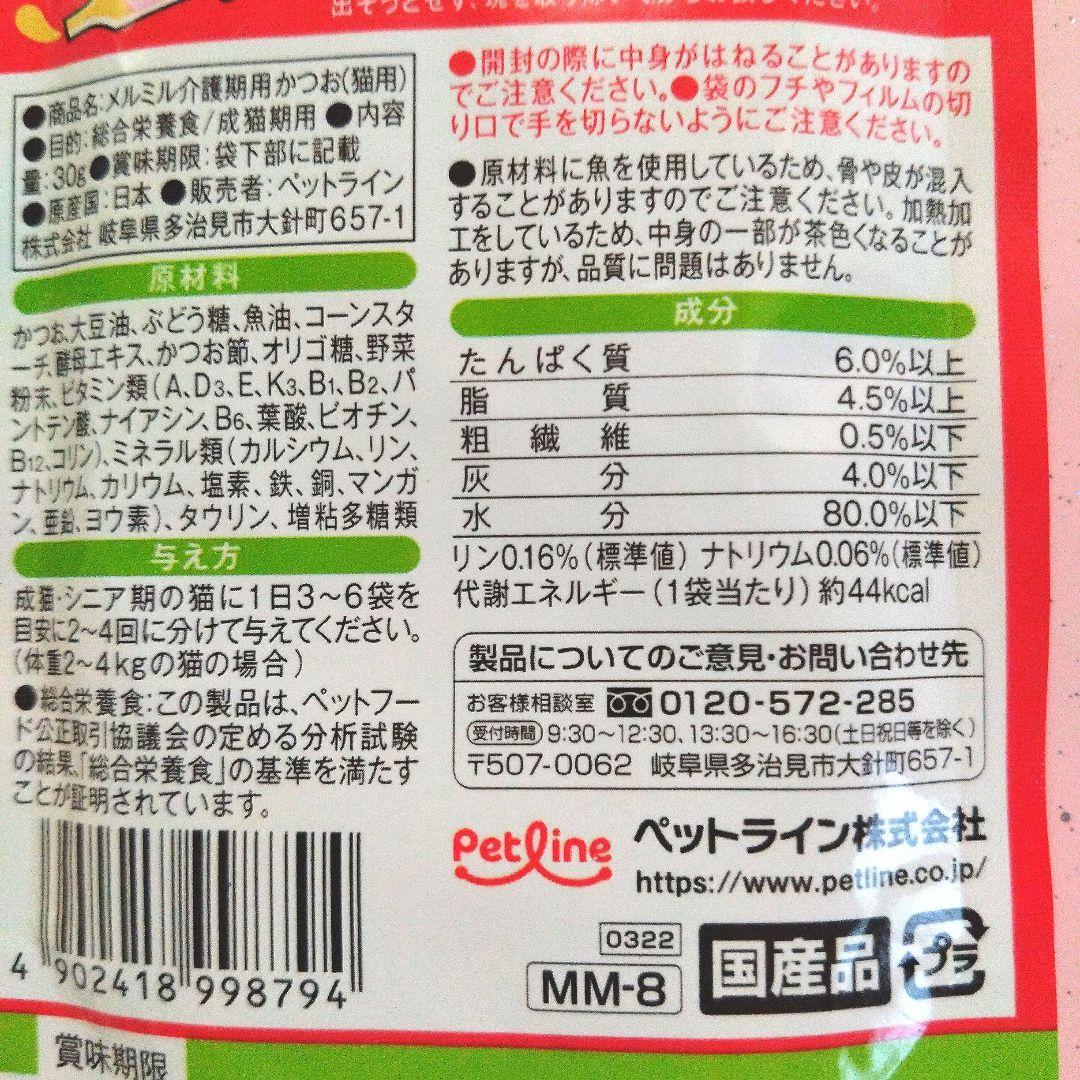 ●商品名:メルミル介護期用かつお(猫用)
●目的:総合栄養食/成猫期用 ●内容
量:30g●賞味期限:袋下部に記載
●原産国:日本 ●販売者:ペットライン
株式会社 岐阜県多治見市大針町657-1
原材料
かつお、大豆油、ぶどう糖、魚油、コーンスタ
ーチ、酵母エキス、かつお節、オリゴ糖、野菜
粉末、ビタミン類(A、D3、E、K3、B1、B2、パ
ントテン酸、ナイアシン、B6、葉酸、ビオチン、
B12、コリン)、ミネラル類(カルシウム、リン、
ナトリウム、カリウム、塩素、鉄、銅、マンガ
ン、亜鉛、ヨウ素)、タウリン、増粘多糖類
与え方
成猫・シニア期の猫に1日3〜6袋を
目安に2〜4回に分けて与えてください。
(体重2〜4kgの猫の場合)
●総合栄養食:この製品は、ペットフー
ド公正取引協議会の定める分析試験
の結果、「総合栄養食」の基準を満たす
ことが証明されています。
4 902418 998794
賞味期限
●開封の際に中身がはねることがありますの
でご注意ください。●袋のフチやフィルムの切
り口で手を切らないようにご注意ください。
●原材料に魚を使用しているため、骨や皮が混入
することがありますのでご注意ください。加熱加
工をしているため、中身の一部が茶色くなることが
ありますが、品質に問題はありません。
成分
たんぱく質 6.0%以上
脂質 4.5%以上
粗繊維 0.5%以下
灰分 4.0%以下
水分 80.0%以下
リン0.16%(標準値) ナトリウム0.06%(標準値)
代謝エネルギー(1袋当たり)約44kcal
製品についてのご意見・お問い合わせ先
お客様相談室 0120-572-285
受付時間 9:30〜12:30、13:30〜16:30(土日祝日等を除く)
〒507-0062 岐阜県多治見市大針町657-1
Petline ペットライン株式会社
https://www.petline.co.jp/
0322
MM-8
国産品
プラ